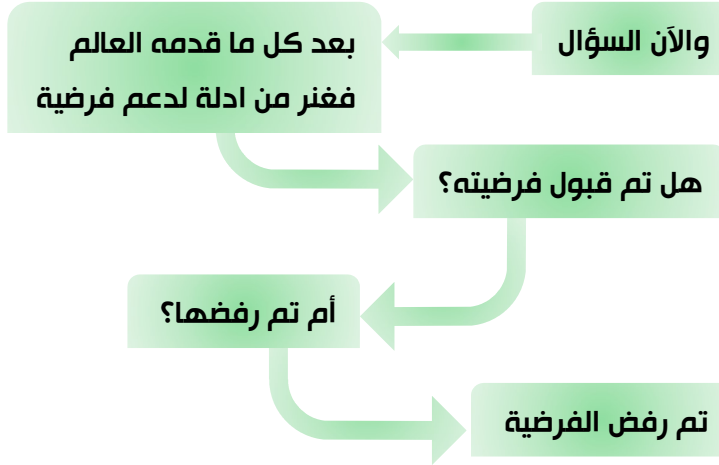 والآن السؤال
بعد كل ما قدمه العالم
فغنر من ادلة لدعم فرضية
هل تم قبول فرضيته؟
أم تم رفضها؟
تم رفض الفرضية